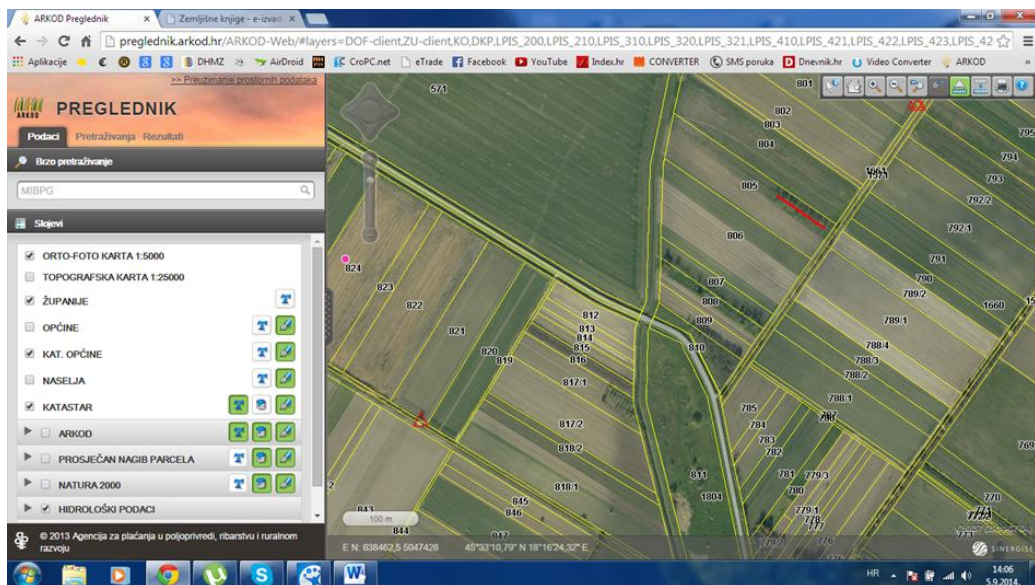 ARKOD Preglednik
Zemljišne knjige - e-izvad
preglednik.arkod.hr/ARKOD-Web/#layers=DOF-client,ZU-client,KO,DKP,LPIS_200,LPIS_210,LPIS_310,LPIS_320,LPIS_321,LPIS_410,LPIS_421,LPIS_422,LPIS_423,LPIS_42
Aplikacije DHMZ AirDroid CroPC.net eTrade Facebook YouTube Index.hr CONVERTER SMS poruka Dnevnik.hr Video Converter ARKOD »
>> Preuzimanje prostornih podataka
ARKOD PREGLEDNIK
Podaci Pretraživanja Rezultati
Brzo pretraživanje
MIBPG
Slojevi
ORTO-FOTO KARTA 1:5000
TOPOGRAFSKA KARTA 1:25000
ŽUPANIJE
OPĆINE
KAT. OPĆINE
NASELJA
KATASTAR
ARKOD
PROSJEČAN NAGIB PARCELA
NATURA 2000
HIDROLOŠKI PODACI
© 2013 Agencija za plaćanja u poljoprivredi, ribarstvu i ruralnom
razvoju
571
801
802
803
795
804
794
793
805
792/2
792/1
806
791
824
790
807
823
789/2
808
1660
822
812
809
789/1
813
821
814
815
810
788/4
820
816
788/3
819
788/2
817/1
788/1
785
817/2
784
783
818/2
782
769
811
781
779/3
818/1
780
1804
770
845
846
779/1
778
843
777
844
847
779/2
776
100 m
E N: 638462,5 5047428 45°33'10,79" N 18°16'24,32" E
SINERGISE
HR
14:06